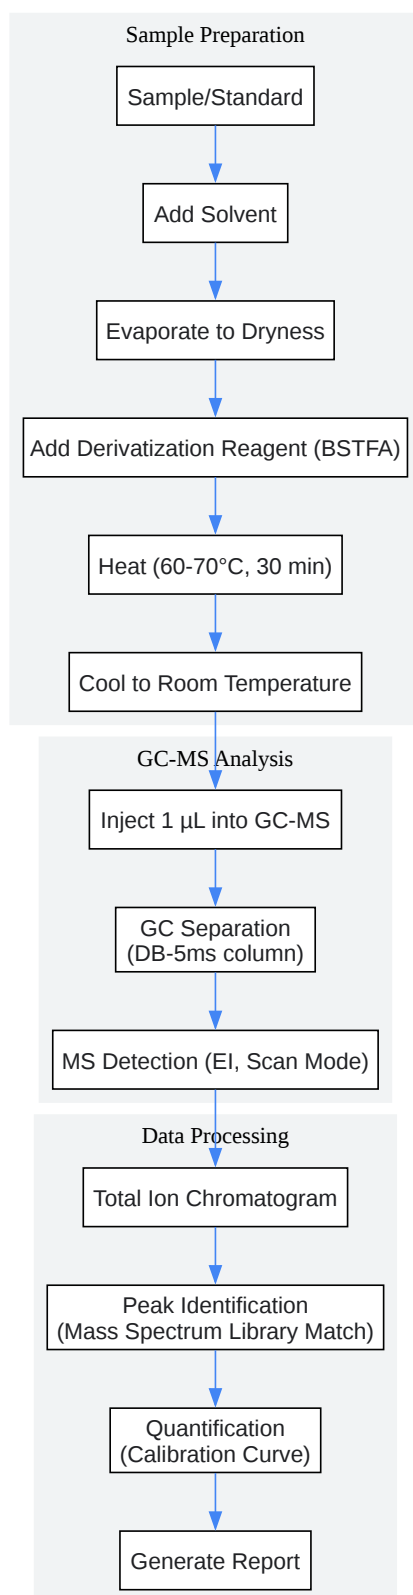 Sample Preparation
Sample/Standard
Add Solvent
Evaporate to Dryness
Add Derivatization Reagent (BSTFA)
Heat (60-70°C, 30 min)
Cool to Room Temperature
GC-MS Analysis
Inject 1 µL into GC-MS
GC Separation
(DB-5ms column)
MS Detection (EI, Scan Mode)
Data Processing
Total Ion Chromatogram
Peak Identification
(Mass Spectrum Library Match)
Quantification
(Calibration Curve)
Generate Report